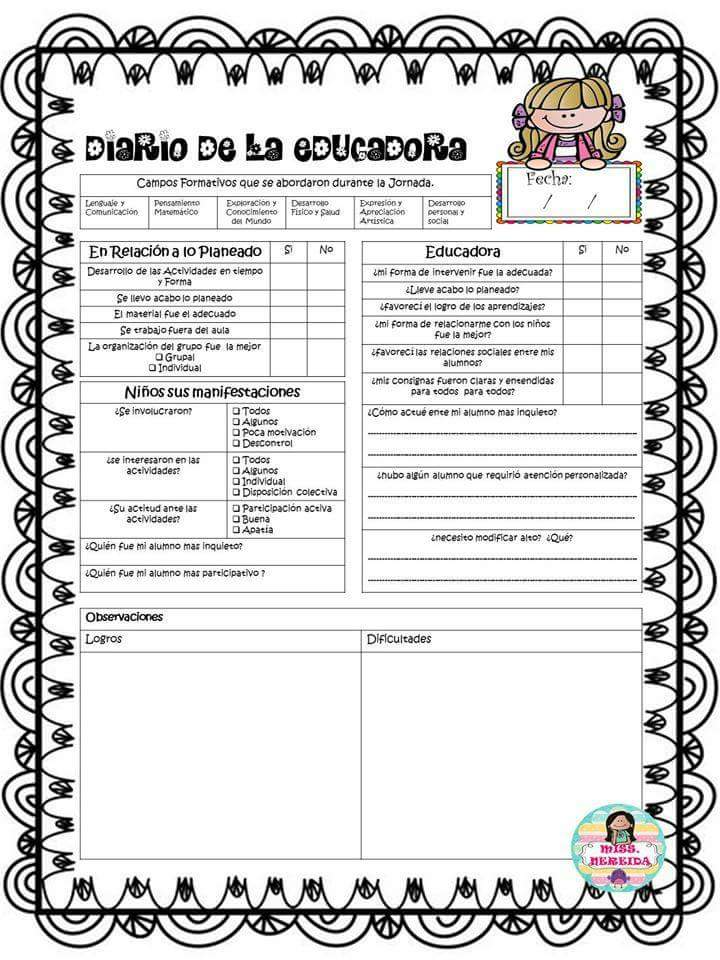 DIARIO DE LA EDUCADORA
Fecha:
/ /
Campos Formativos que se abordaron durante la Jornada.
Lenguaje y
Comunicación
Pensamiento
Matemático
Exploración y
Conocimiento
del Mundo
Desarrollo
Físico y Salud
Expresión y
Apreciación
Artística
Desarrollo
personal y
social
En Relación a lo Planeado Si No
Desarrollo de las Actividades en tiempo
y Forma
Se llevo acabo lo planeado
El material fue el adecuado
Se trabajo fuera del aula
La organización del grupo fue la mejor
❑ Grupal
❑ Individual
Niños sus manifestaciones
¿Se involucraron?
❑ Todos
❑ Algunos
❑ Poca motivación
❑ Descontrol
¿se interesaron en las
actividades?
❑ Todos
❑ Algunos
❑ Individual
❑ Disposición colectiva
¿Su actitud ante las
actividades?
❑ Participación activa
❑ Buena
❑ Apatía
¿Quién fue mi alumno mas inquieto?
¿Quién fue mi alumno mas participativo ?
Educadora Si No
¿mi forma de intervenir fue la adecuada?
¿Lleve acabo lo planeado?
¿favorecí el logro de los aprendizajes?
¿mi forma de relacionarme con los niños
fue la mejor?
¿favorecí las relaciones sociales entre mis
alumnos?
¿mis consignas fueron claras y entendidas
para todos para todos?
¿Cómo actué ente mi alumno mas inquieto?
¿hubo algún alumno que requirió atención personalizada?
¿necesito modificar alto? ¿Qué?
Observaciones
Logros
Dificultades
MISS.
NEREIDA